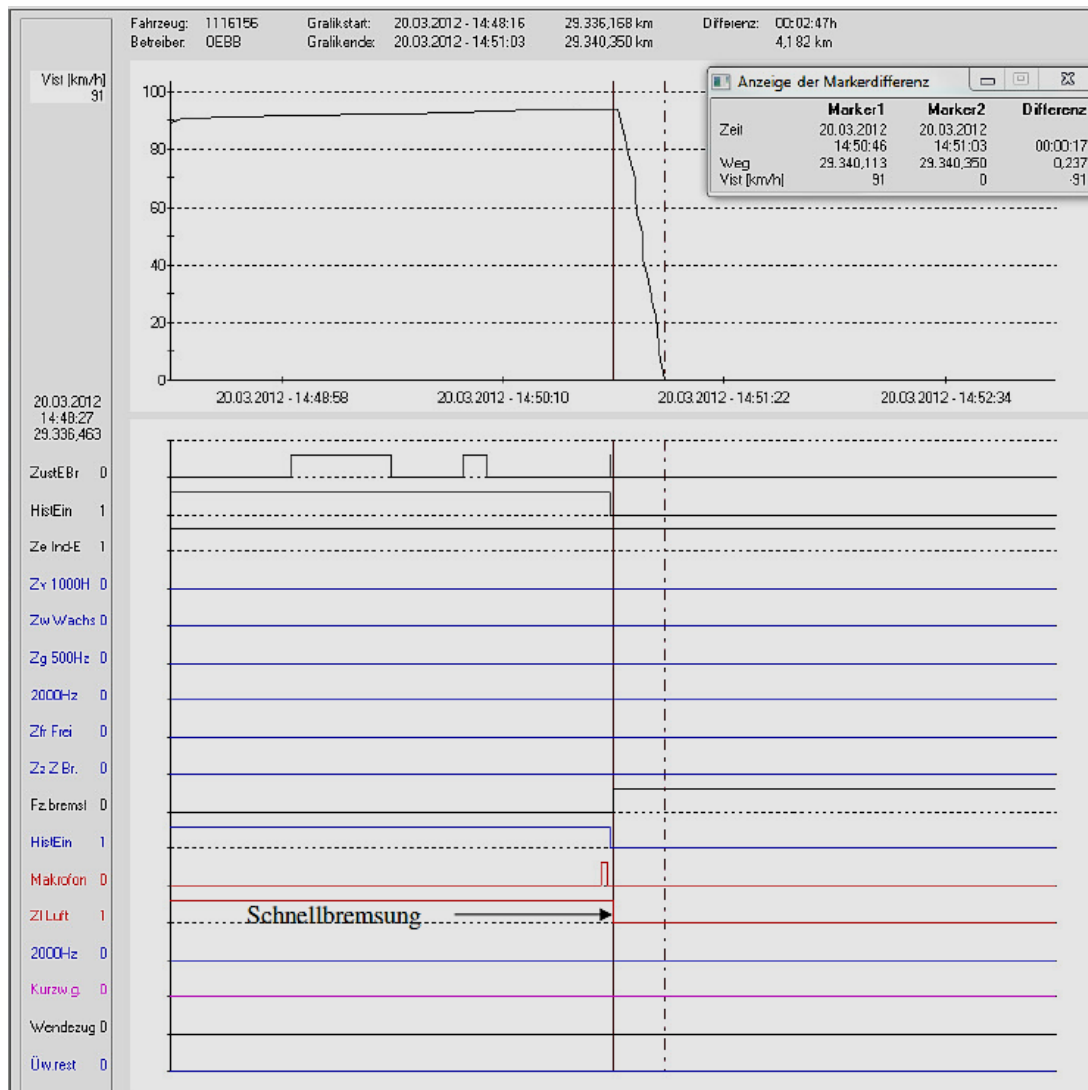 Fahrzeug: 1116156 Grafikstart: 20.03.2012 - 14:48:16 29.336,168 km Differenz: 00:02:47h
Betreiber: OEBB Grafikende: 20.03.2012 - 14:51:03 29.340,350 km 4,182 km
Vist [km/h]
91
Anzeige der Markerdifferenz
Marker1 Marker2 Differenz
Zeit 20.03.2012 20.03.2012
14:50:46 14:51:03 00:00:17
Weg 29.340,113 29.340,350 0,237
Vist [km/h] 91 0 -91
100
80
60
40
20
0
20.03.2012 - 14:48:58 20.03.2012 - 14:50:10 20.03.2012 - 14:51:22 20.03.2012 - 14:52:34
20.03.2012
14:48:27
29.336,463
ZustEBr 0
HistEin 1
Ze Ind-E 1
Zv 1000H 0
Zw Wachs 0
Zg 500Hz 0
2000Hz 0
Zfr Frei 0
Zz Z Br. 0
Fz.bremst 0
HistEin 1
Makrofon 0
Zl Luft 1
Schnellbremsung
2000Hz 0
Kurzw.g. 0
Wendezug 0
Üw.rest 0